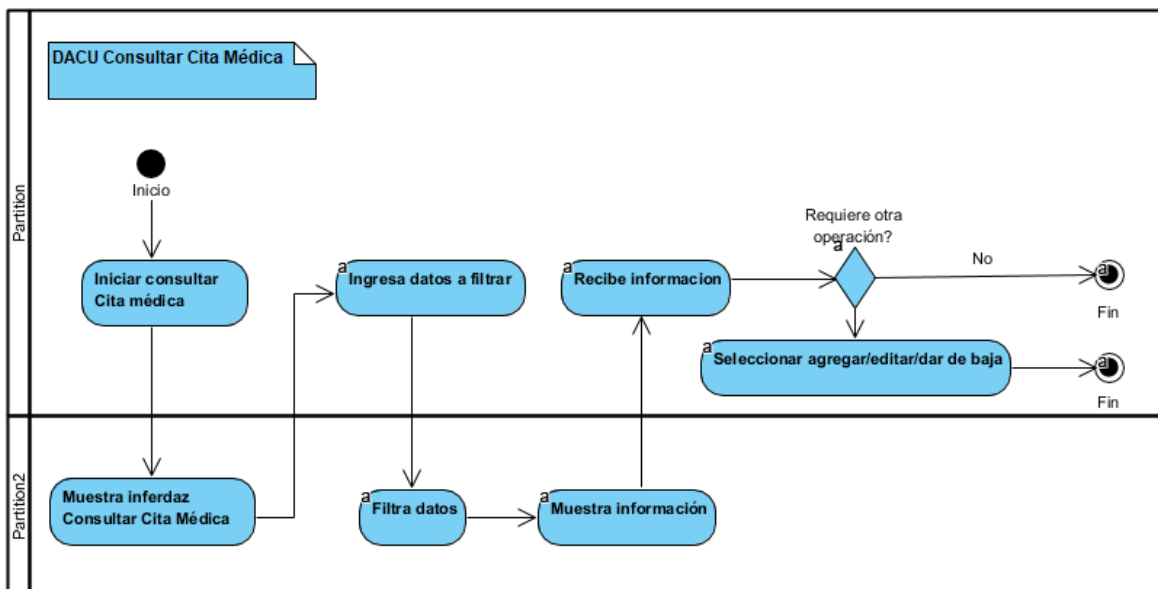 DACU Consultar Cita Médica
Partition
Inicio
Iniciar consultar
Cita médica
a
Ingresa datos a filtrar
a
Recibe informacion
Requiere otra
operación?
a
No
a
Fin
a
Seleccionar agregar/editar/dar de baja
a
Fin
Partition2
Muestra inferdaz
Consultar Cita Médica
a
Filtra datos
a
Muestra información